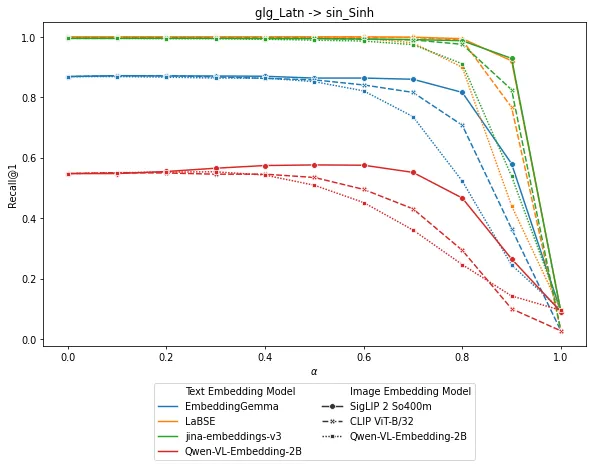 glg_Latn -> sin_Sinh
Recall@1
1.0
0.8
0.6
0.4
0.2
0.0
0.0 0.2 0.4 0.6 0.8 1.0
α
Text Embedding Model Image Embedding Model
EmbeddingGemma SigLIP 2 So400m
LaBSE CLIP ViT-B/32
jina-embeddings-v3 Qwen-VL-Embedding-2B
Qwen-VL-Embedding-2B